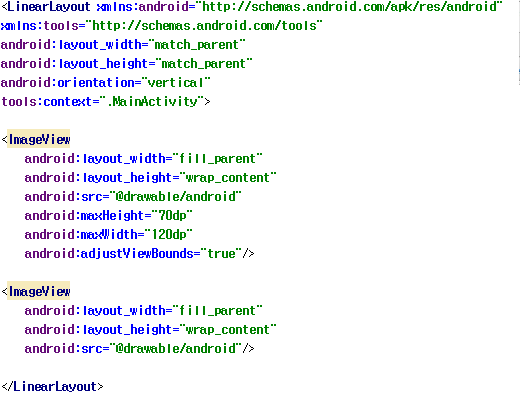 <LinearLayout xmlns:android="http://schemas.android.com/apk/res/android"
xmlns:tools="http://schemas.android.com/tools"
android:layout_width="match_parent"
android:layout_height="match_parent"
android:orientation="vertical"
tools:context=".MainActivity">
<ImageView
android:layout_width="fill_parent"
android:layout_height="wrap_content"
android:src="@drawable/android"
android:maxHeight="70dp"
android:maxWidth="120dp"
android:adjustViewBounds="true"/>
<ImageView
android:layout_width="fill_parent"
android:layout_height="wrap_content"
android:src="@drawable/android"/>
</LinearLayout>